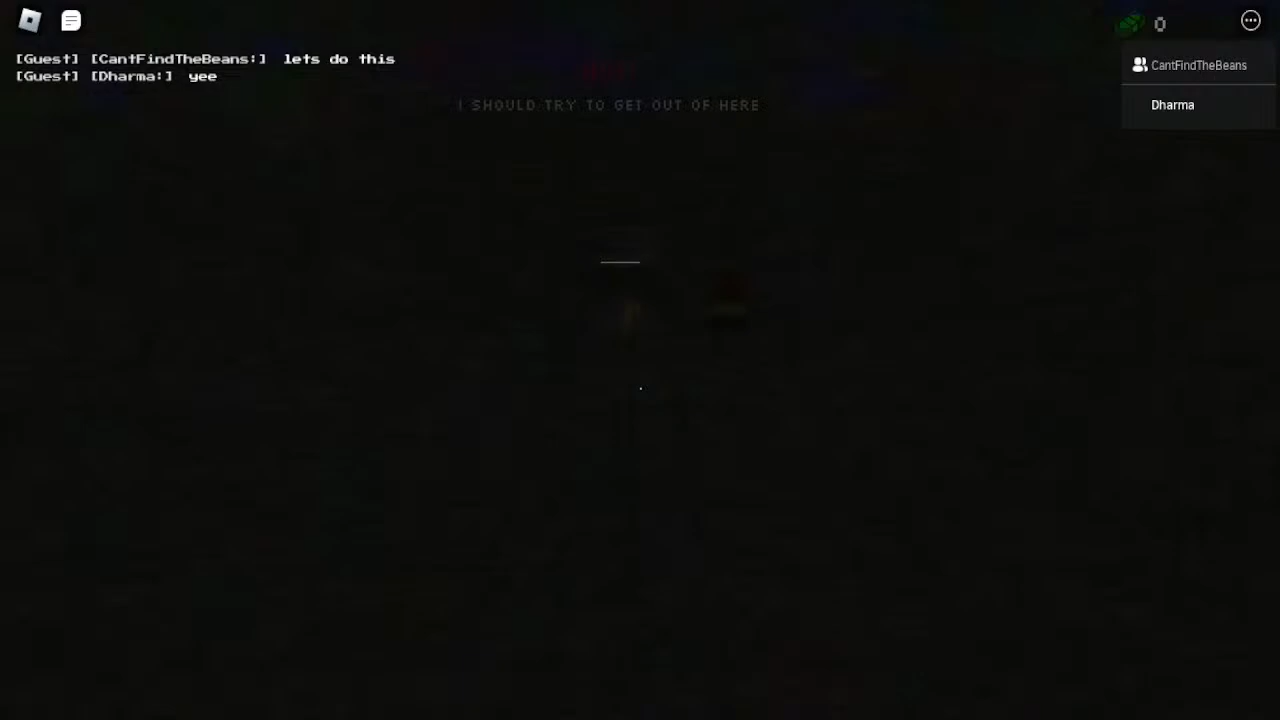 [Guest] [CantFindTheBeans:] lets do this
[Guest] [Dharma:] yee
0
CantFindTheBeans
Dharma
I SHOULD TRY TO GET OUT OF HERE